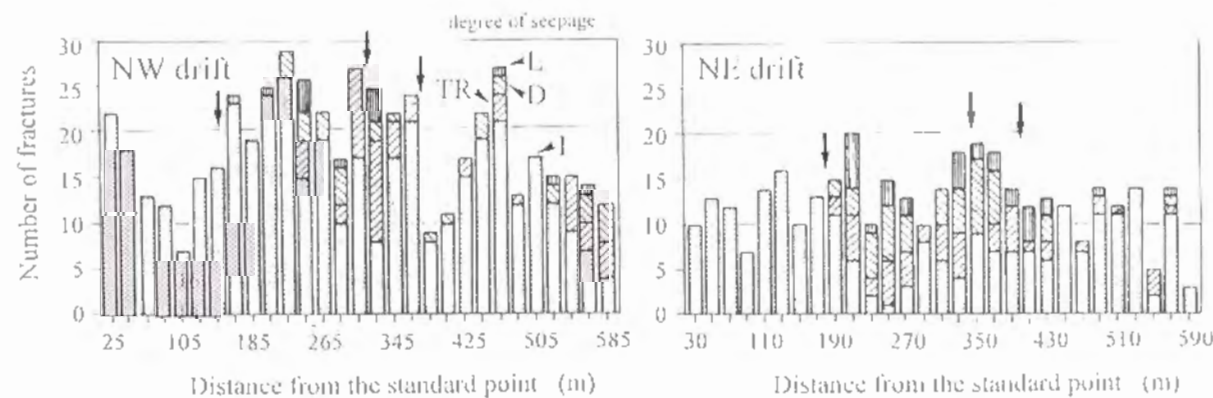 degree of seepage
NW drift
L
D
TR
I
Number of fractures
30
25
20
15
10
5
0
25 105 185 265 345 425 505 585
Distance from the standard point (m)
NE drift
30
25
20
15
10
5
0
30 110 190 270 350 430 510 590
Distance from the standard point (m)